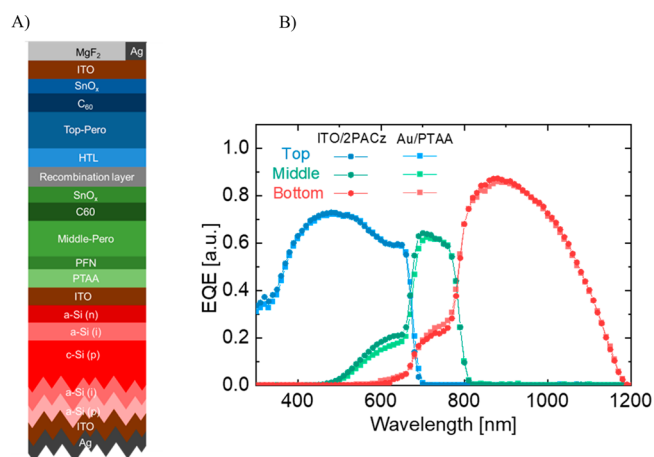 A)
B)
MgF₂
Ag
ITO
SnOₓ
C₆₀
Top-Pero
HTL
Recombination layer
SnOₓ
C60
Middle-Pero
PFN
PTAA
ITO
a-Si (n)
a-Si (i)
c-Si (p)
a-Si (i)
a-Si (p)
ITO
Ag
ITO/2PACz Au/PTAA
Top
Middle
Bottom
EQE [a.u.]
1.0
0.8
0.6
0.4
0.2
0.0
400 600 800 1000 1200
Wavelength [nm]